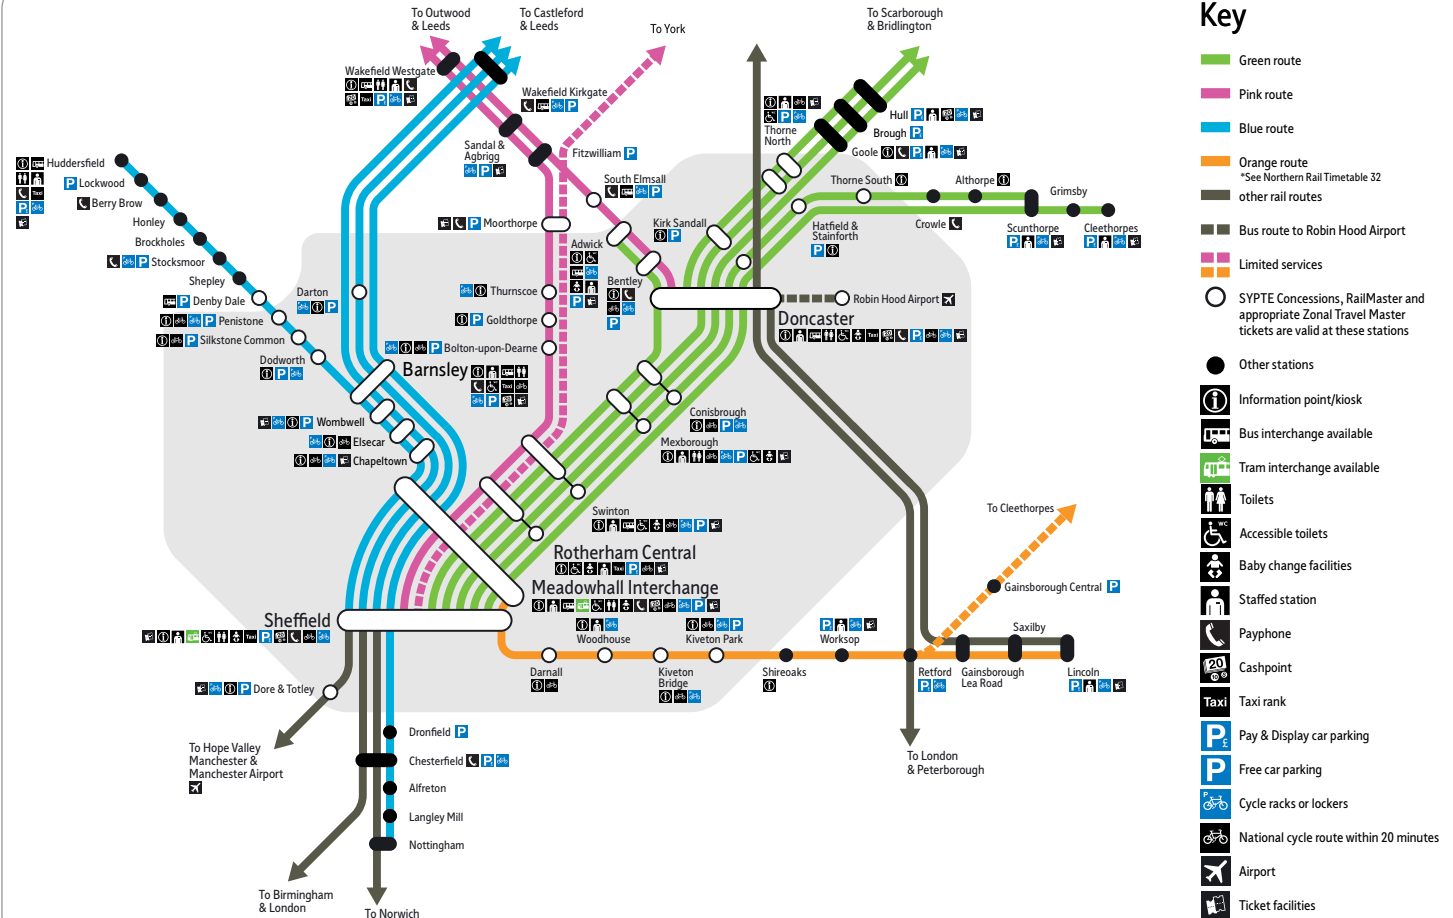 To Outwood
& Leeds
To Castleford
& Leeds
To York
To Scarborough
& Bridlington
Wakefield Westgate
Taxi
Wakefield Kirkgate
Sandal &
Agbrigg
Fitzwilliam
South Elmsall
Moorthorpe
Adwick
Bentley
Kirk Sandall
Thorne
North
Hull
Brough
Goole
Thorne South
Althorpe
Grimsby
Hatfield &
Stainforth
Crowle
Scunthorpe
Cleethorpes
Huddersfield
Taxi
Lockwood
Berry Brow
Honley
Brockholes
Stocksmoor
Shepley
Denby Dale
Penistone
Silkstone Common
Dodworth
Darton
Thurnscoe
Goldthorpe
Bolton-upon-Dearne
Barnsley
Taxi
Wombwell
Elsecar
Chapeltown
Robin Hood Airport
Doncaster
Taxi
Conisbrough
Mexborough
Swinton
Rotherham Central
Taxi
Meadowhall Interchange
Sheffield
Taxi
To Cleethorpes
Gainsborough Central
Darnall
Woodhouse
Kiveton
Bridge
Kiveton Park
Shireoaks
Worksop
Retford
Gainsborough
Lea Road
Saxilby
Lincoln
Dore & Totley
To Hope Valley
Manchester &
Manchester Airport
Dronfield
Chesterfield
Alfreton
Langley Mill
Nottingham
To Birmingham
& London
To Norwich
To London
& Peterborough
Key
Green route
Pink route
Blue route
Orange route
*See Northern Rail Timetable 32
other rail routes
Bus route to Robin Hood Airport
Limited services
SYPTE Concessions, RailMaster and
appropriate Zonal Travel Master
tickets are valid at these stations
Other stations
Information point/kiosk
Bus interchange available
Tram interchange available
Toilets
WC
Accessible toilets
Baby change facilities
Staffed station
Payphone
20
Cashpoint
Taxi
Taxi rank
P£
Pay & Display car parking
P
Free car parking
P
Cycle racks or lockers
National cycle route within 20 minutes
Airport
Ticket facilities